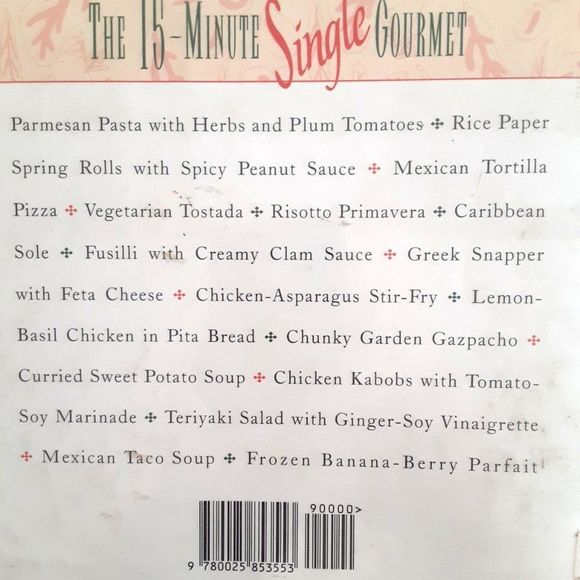 THE 15-MINUTE Single GOURMET
Parmesan Pasta with Herbs and Plum Tomatoes ✣ Rice Paper
Spring Rolls with Spicy Peanut Sauce ✣ Mexican Tortilla
Pizza ✣ Vegetarian Tostada ✣ Risotto Primavera ✣ Caribbean
Sole ✣ Fusilli with Creamy Clam Sauce ✣ Greek Snapper
with Feta Cheese ✣ Chicken-Asparagus Stir-Fry ✣ Lemon-
Basil Chicken in Pita Bread ✣ Chunky Garden Gazpacho ✣
Curried Sweet Potato Soup ✣ Chicken Kabobs with Tomato-
Soy Marinade ✣ Teriyaki Salad with Ginger-Soy Vinaigrette
✣ Mexican Taco Soup ✣ Frozen Banana-Berry Parfait
90000>
9 780025 853553